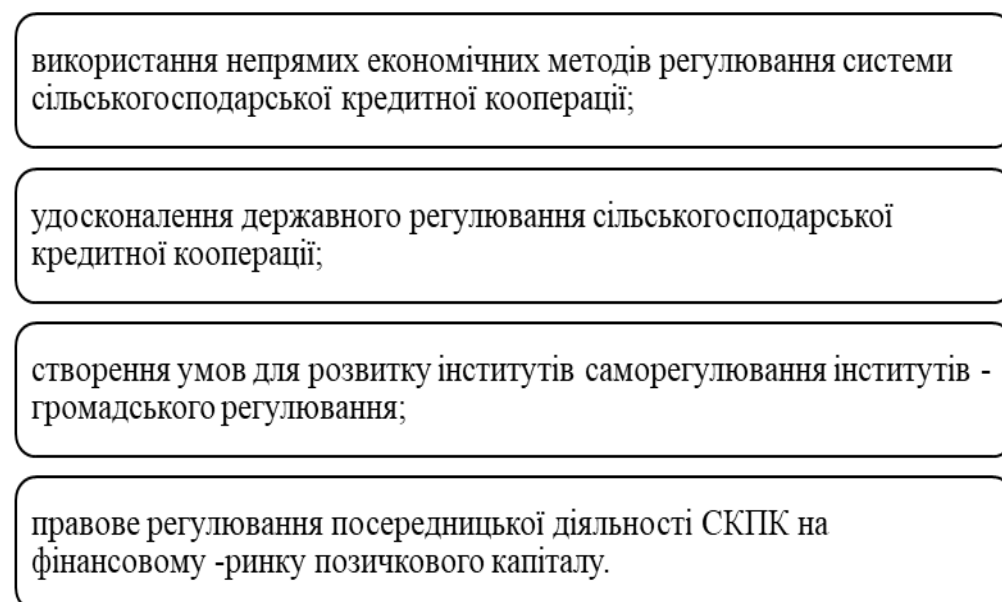 використання непрямих економічних методів регулювання системи
сільськогосподарської кредитної кооперації;
удосконалення державного регулювання сільськогосподарської
кредитної кооперації;
створення умов для розвитку інститутів саморегулювання інститутів -
громадського регулювання;
правове регулювання посередницької діяльності СКПК на
фінансовому -ринку позичкового капіталу.